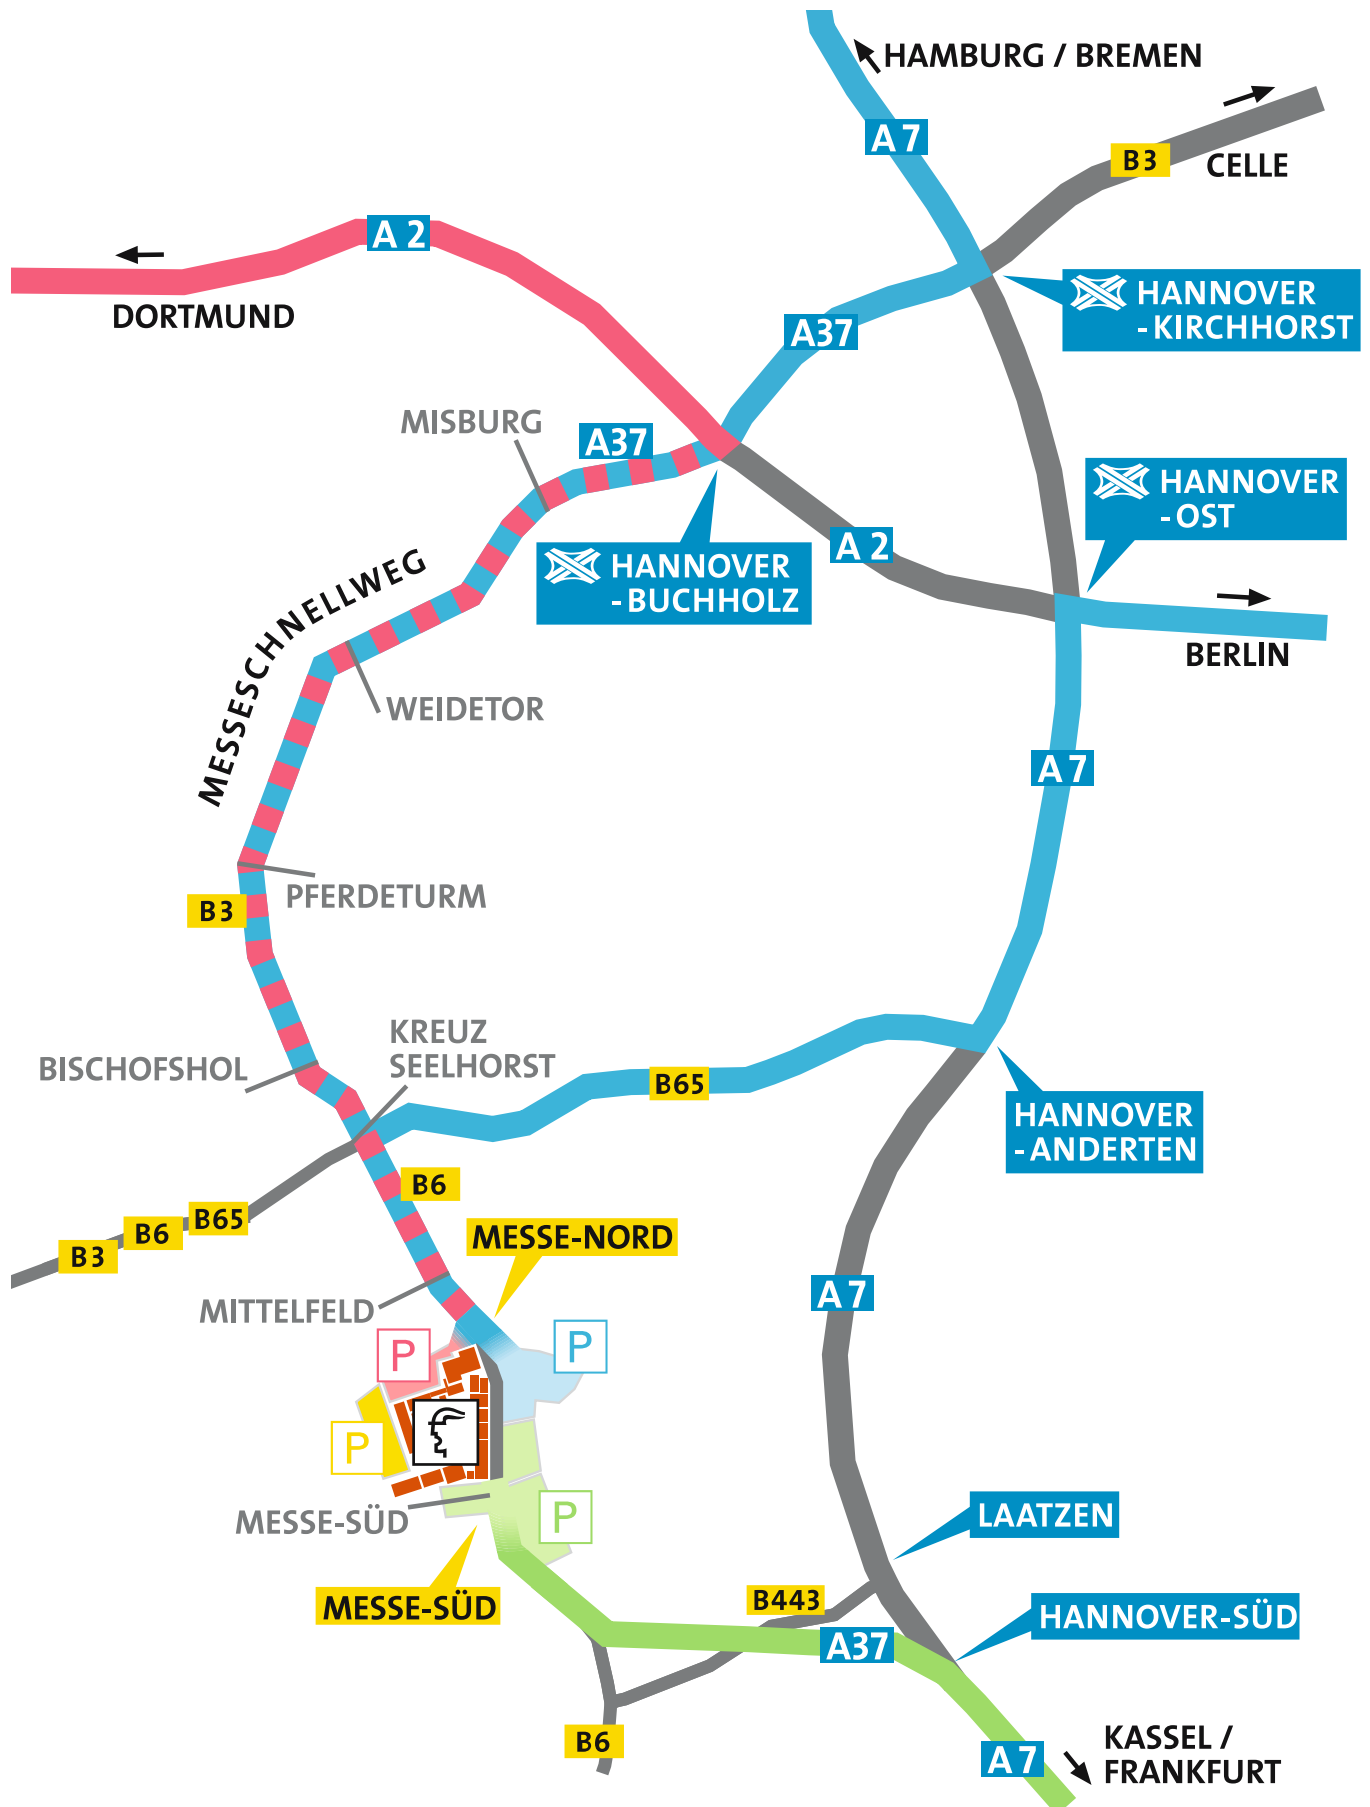 HAMBURG / BREMEN
A 7
B3
CELLE
A 2
DORTMUND
HANNOVER
-KIRCHHORST
A37
MISBURG
A37
HANNOVER
-OST
A 2
HANNOVER
-BUCHHOLZ
MESSESCHNELLWEG
BERLIN
WEIDETOR
A 7
PFERDETURM
B3
KREUZ
SEELHORST
BISCHOFSHOL
B65
HANNOVER
-ANDERTEN
B6
B65
B6
B3
MESSE-NORD
A 7
MITTELFELD
P
P
P
MESSE-SÜD
P
LAATZEN
MESSE-SÜD
B443
HANNOVER-SÜD
A37
B6
A 7
KASSEL /
FRANKFURT